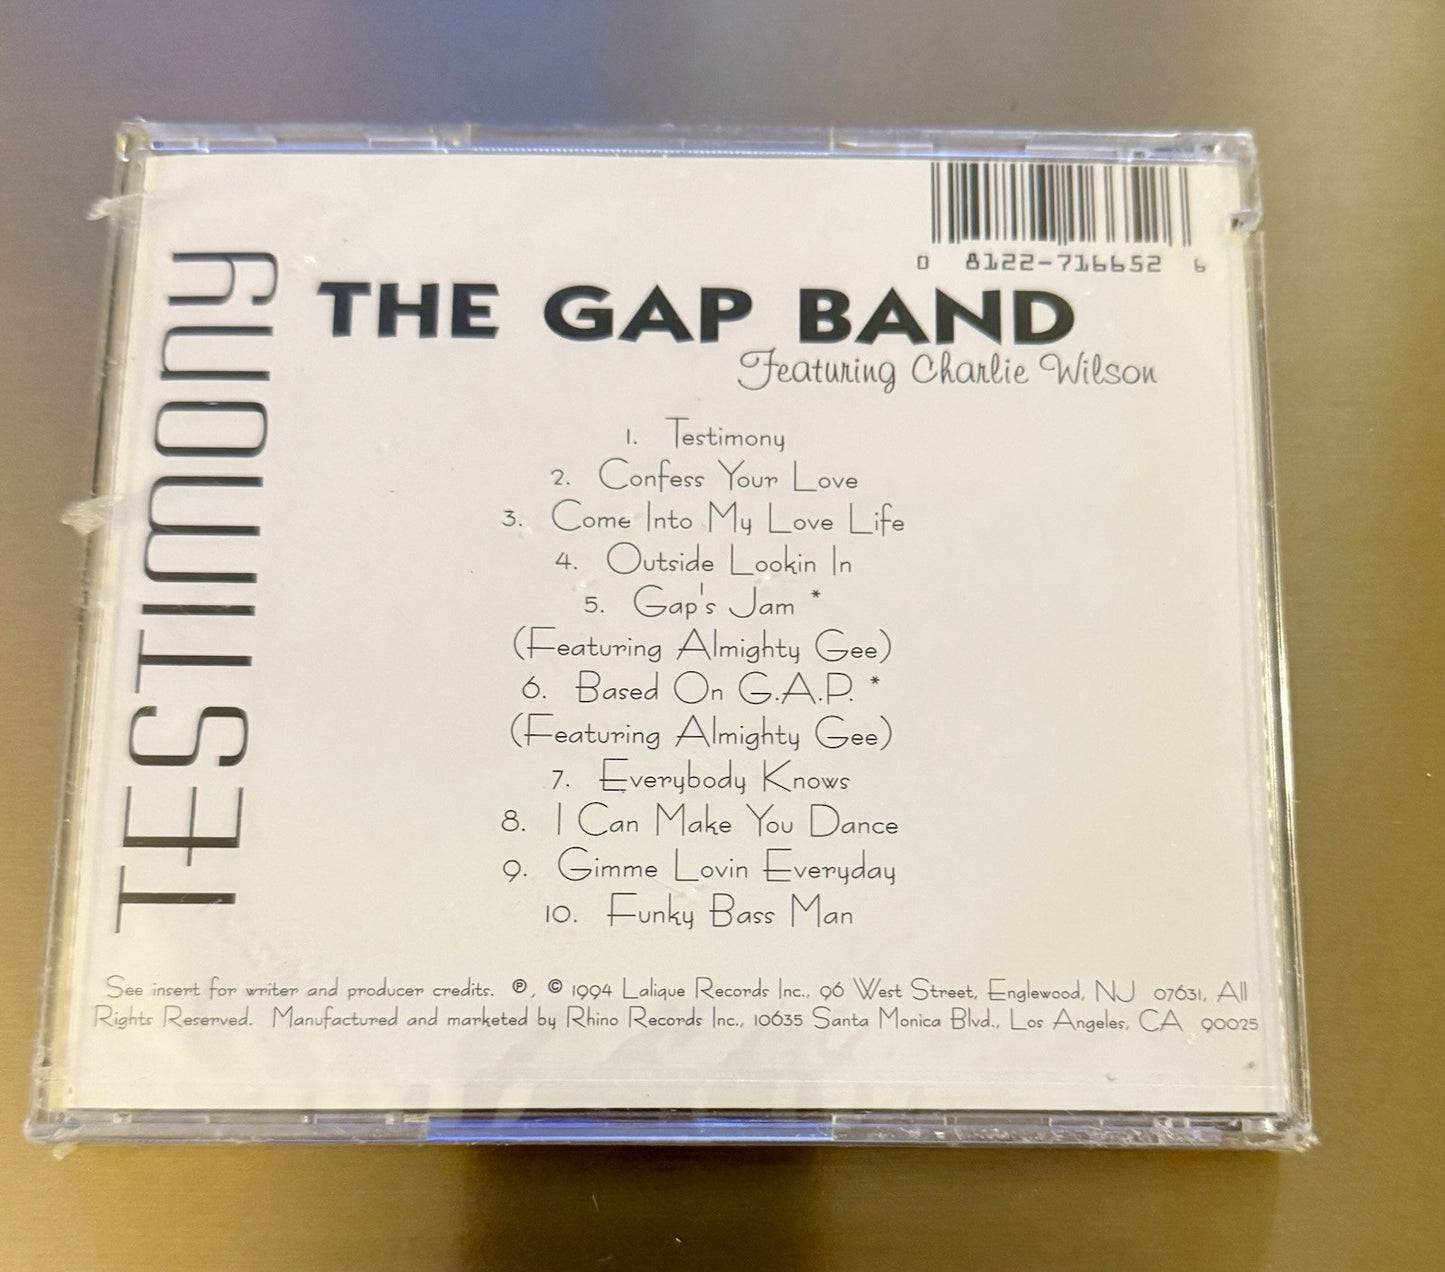 0 8122-716652 6
TESTIMONY
THE GAP BAND
Featuring Charlie Wilson
1. Testimony
2. Confess Your Love
3. Come Into My Love Life
4. Outside Lookin In
5. Gap's Jam *
(Featuring Almighty Gee)
6. Based On G.A.P. *
(Featuring Almighty Gee)
7. Everybody Knows
8. I Can Make You Dance
9. Gimme Lovin Everyday
10. Funky Bass Man
See insert for writer and producer credits. ℗, © 1994 Lalique Records Inc., 96 West Street, Englewood, NJ 07631, All
Rights Reserved. Manufactured and marketed by Rhino Records Inc., 10635 Santa Monica Blvd., Los Angeles, CA 90025